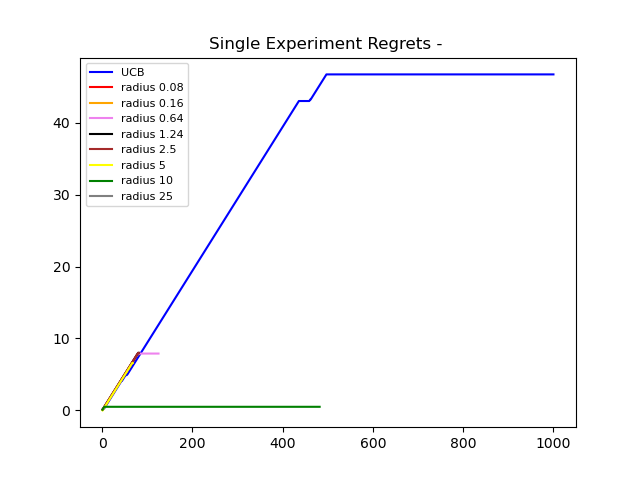 Single Experiment Regrets -
UCB
radius 0.08
radius 0.16
radius 0.64
radius 1.24
radius 2.5
radius 5
radius 10
radius 25
40
30
20
10
0
0 200 400 600 800 1000